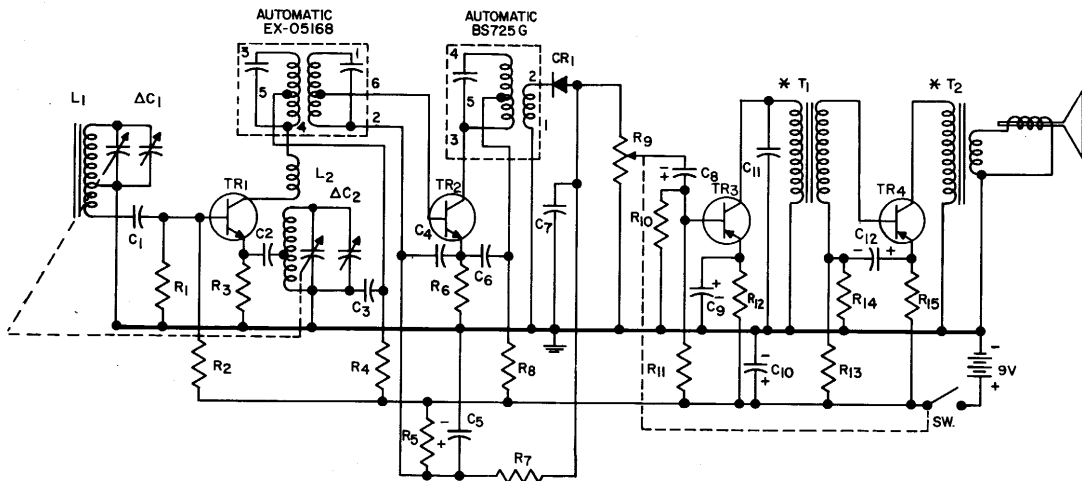 AUTOMATIC
EX-05168
AUTOMATIC
BS725G
3
1
5
6
4
2
4
5
3
2
1
CR1
L1
ΔC1
TR1
L2
ΔC2
C1
C2
R1
R3
C3
R2
R4
TR2
C4
C6
R6
R8
C7
R5
-
+
C5
R7
R9
C8
+
R10
TR3
C11
-
* T1
* T2
TR4
C9
+
-
R12
R11
C10
-
+
C12
-
+
R14
R15
R13
-
9V
+
SW.